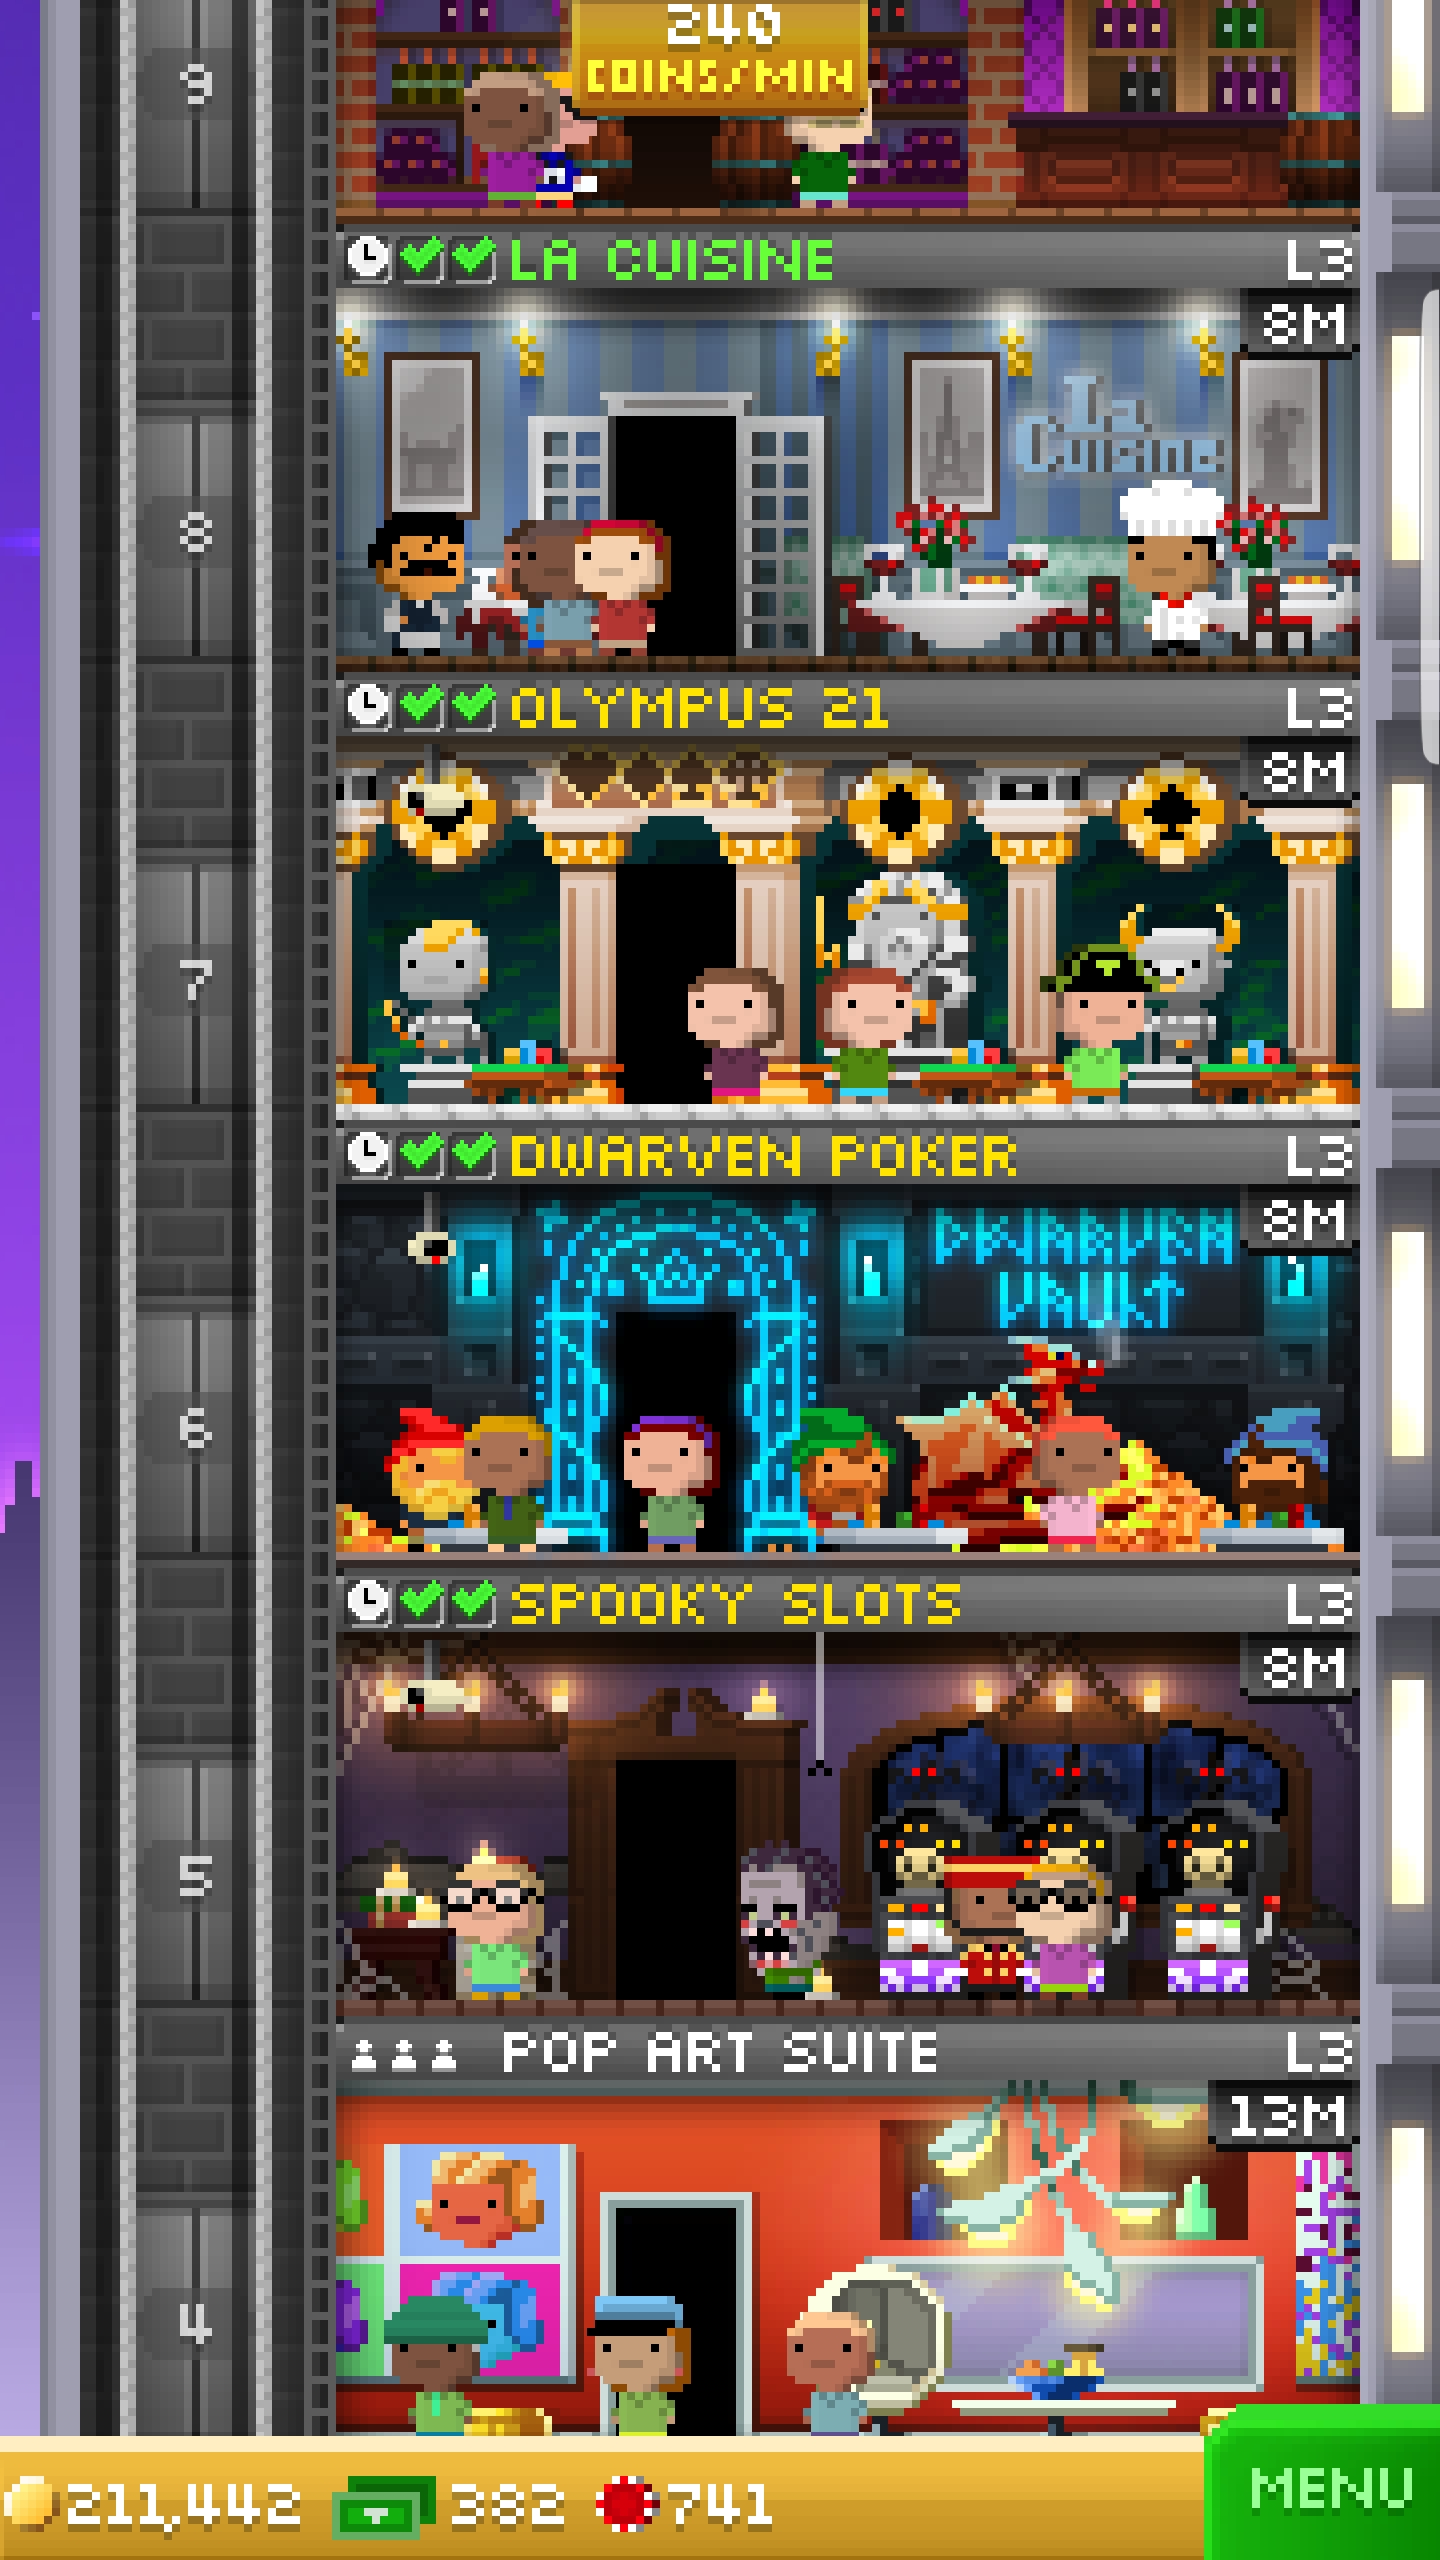 240
COINS/MIN
9
LA CUISINE L3
8M
La
Cuisine
8
OLYMPUS 21 L3
8M
7
DWARVEN POKER L3
8M
DWARVEN
VAULT
6
SPOOKY SLOTS L3
8M
5
POP ART SUITE L3
13M
4
211,442 382 741
MENU